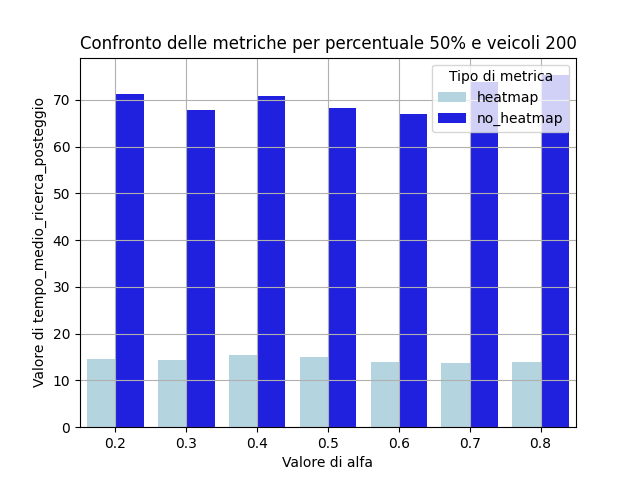 Confronto delle metriche per percentuale 50% e veicoli 200
Tipo di metrica
heatmap
no_heatmap
Valore di tempo_medio_ricerca_posteggio
70
60
50
40
30
20
10
0
0.2 0.3 0.4 0.5 0.6 0.7 0.8
Valore di alfa